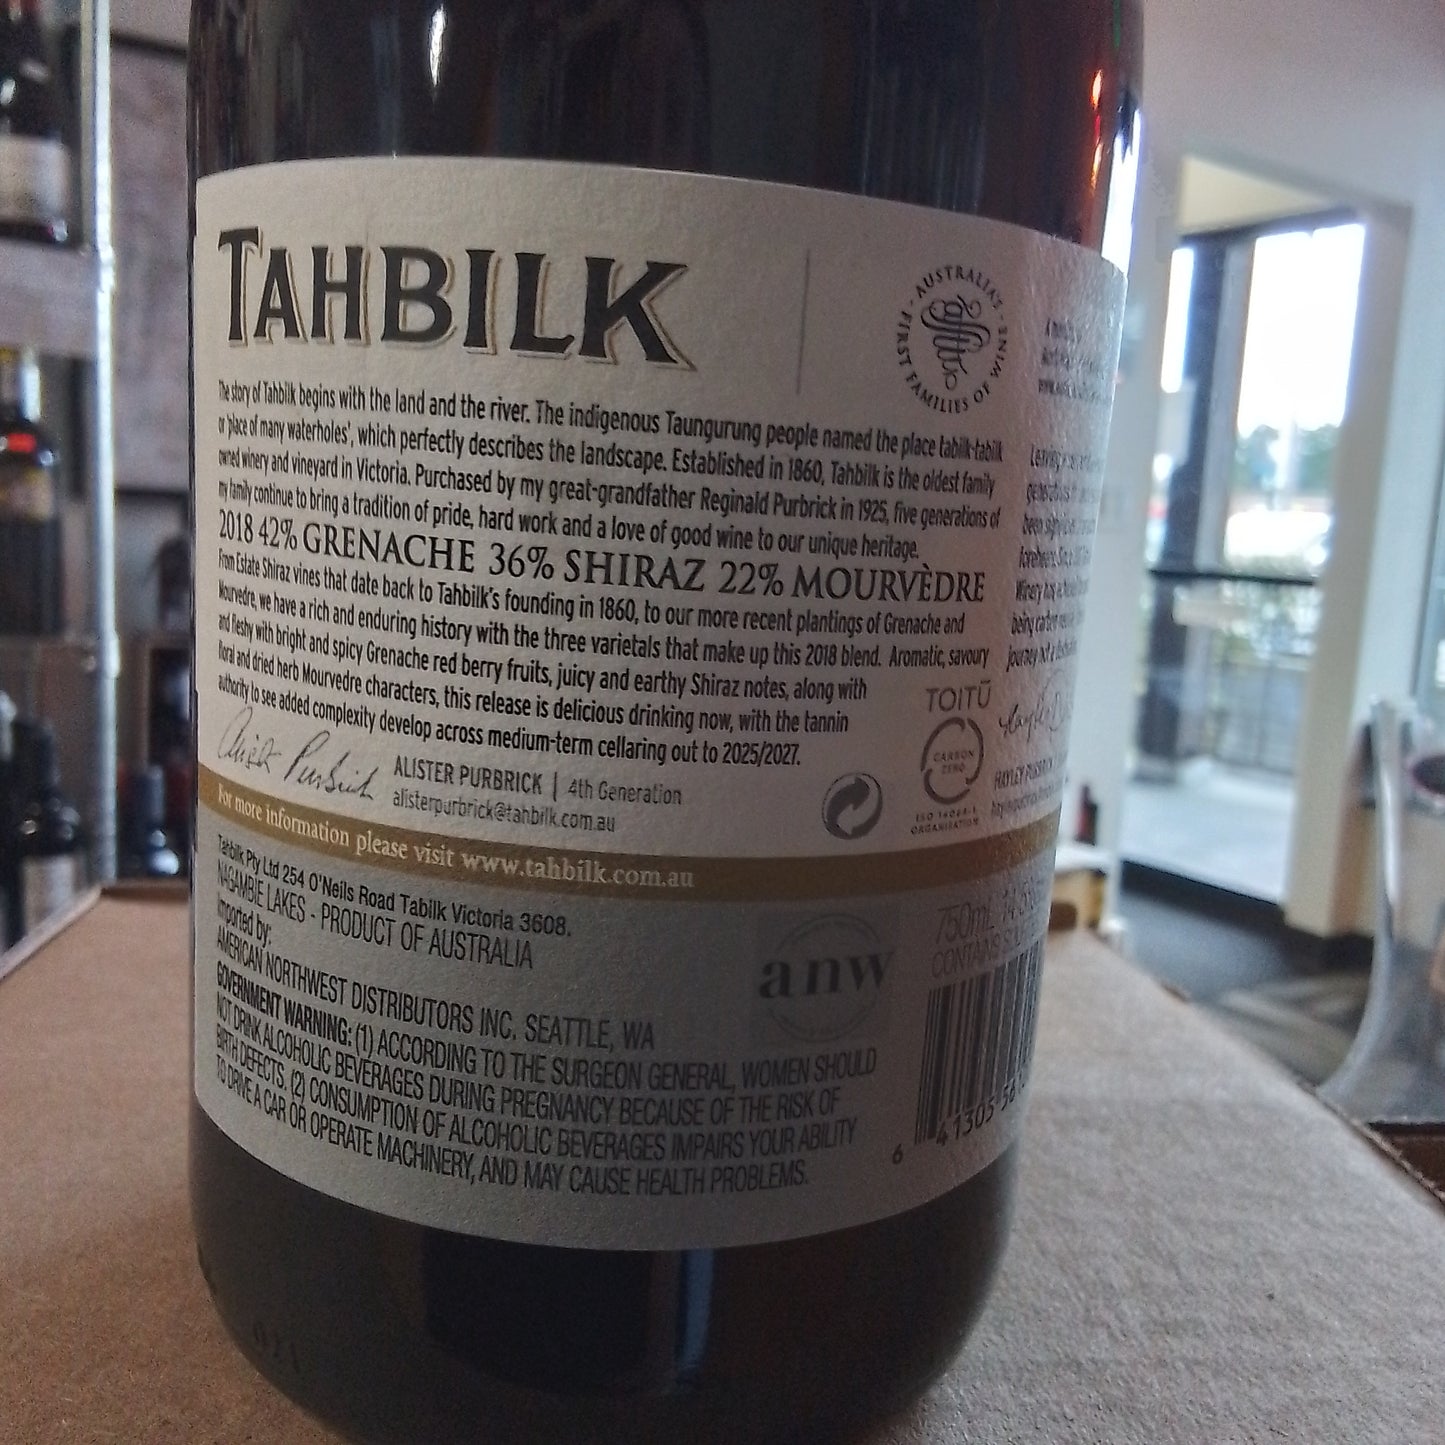 TAHBILK
AUSTRALIA'S FIRST FAMILIES OF WINE
The story of Tahbilk begins with the land and the river. The indigenous Taungurung people named the place tabilk-tabilk
or 'place of many waterholes', which perfectly describes the landscape. Established in 1860, Tahbilk is the oldest family
owned winery and vineyard in Victoria. Purchased by my great-grandfather Reginald Purbrick in 1925, five generations of
my family continue to bring a tradition of pride, hard work and a love of good wine to our unique heritage.
2018 42% GRENACHE 36% SHIRAZ 22% MOURVÈDRE
From Estate Shiraz vines that date back to Tahbilk's founding in 1860, to our more recent plantings of Grenache and
Mourvedre, we have a rich and enduring history with the three varietals that make up this 2018 blend. Aromatic, savoury
and fleshy with bright and spicy Grenache red berry fruits, juicy and earthy Shiraz notes, along with
floral and dried herb Mourvedre characters, this release is delicious drinking now, with the tannin
authority to see added complexity develop across medium-term cellaring out to 2025/2027.
Alister Purbrick
ALISTER PURBRICK | 4th Generation
alisterpurbrick@tahbilk.com.au
TOITŪ
CARBON
ZERO
ISO 14064-1
ORGANISATION
For more information please visit www.tahbilk.com.au
Tahbilk Pty Ltd 254 O'Neils Road Tabilk Victoria 3608.
NAGAMBIE LAKES - PRODUCT OF AUSTRALIA
Imported by:
AMERICAN NORTHWEST DISTRIBUTORS INC. SEATTLE, WA
anw
GOVERNMENT WARNING: (1) ACCORDING TO THE SURGEON GENERAL, WOMEN SHOULD
NOT DRINK ALCOHOLIC BEVERAGES DURING PREGNANCY BECAUSE OF THE RISK OF
BIRTH DEFECTS. (2) CONSUMPTION OF ALCOHOLIC BEVERAGES IMPAIRS YOUR ABILITY
TO DRIVE A CAR OR OPERATE MACHINERY, AND MAY CAUSE HEALTH PROBLEMS.
750mL
CONTAINS
6 41305